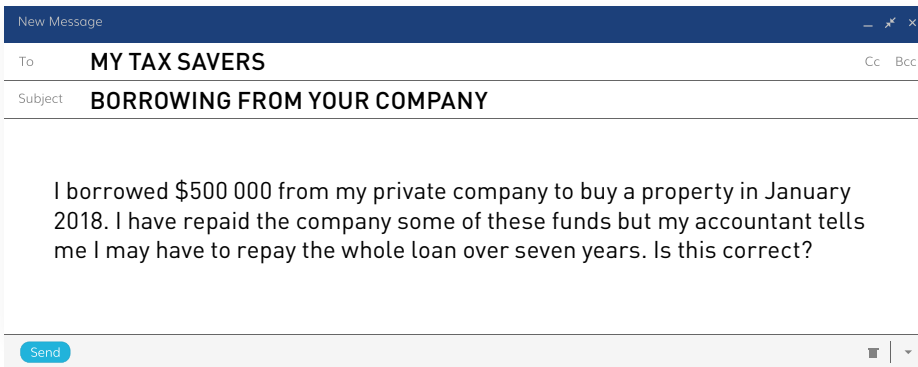 New Message
To MY TAX SAVERS Cc Bcc
Subject BORROWING FROM YOUR COMPANY
I borrowed $500 000 from my private company to buy a property in January
2018. I have repaid the company some of these funds but my accountant tells
me I may have to repay the whole loan over seven years. Is this correct?
Send